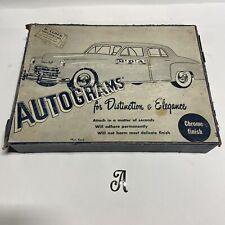 AUTOGRAMS
for Distinction & Elegance
Attach in a matter of seconds
Will adhere permanently
Will not harm most delicate finish
Chrome
finish
A